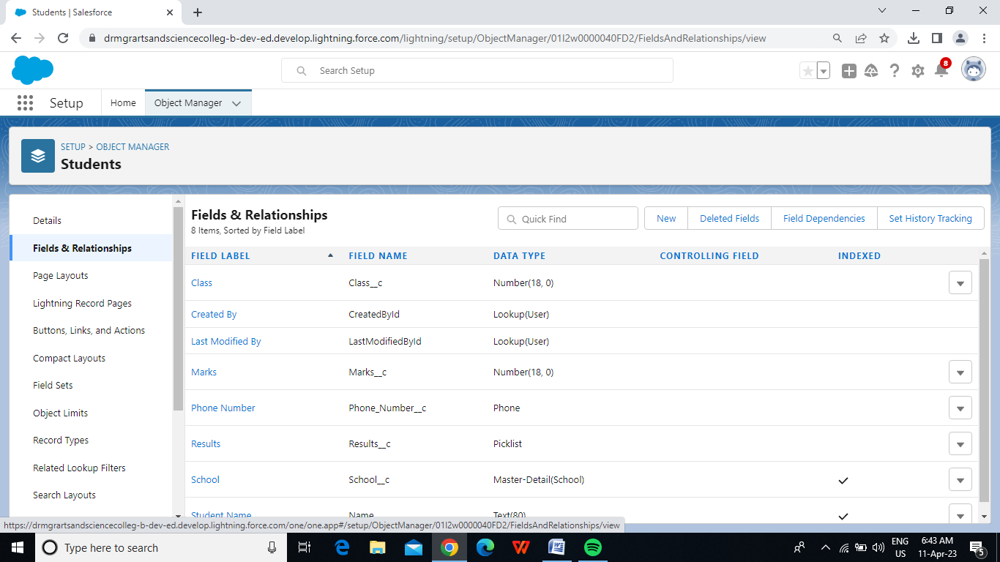 Students | Salesforce
drmgrartsandsciencecolleg-b-dev-ed.develop.lightning.force.com/lightning/setup/ObjectManager/01I2w0000040FD2/FieldsAndRelationships/view
Search Setup
8
Setup
Home
Object Manager
SETUP > OBJECT MANAGER
Students
Details
Fields & Relationships
Page Layouts
Lightning Record Pages
Buttons, Links, and Actions
Compact Layouts
Field Sets
Object Limits
Record Types
Related Lookup Filters
Search Layouts
Fields & Relationships
8 Items, Sorted by Field Label
Quick Find
New
Deleted Fields
Field Dependencies
Set History Tracking
FIELD LABEL FIELD NAME DATA TYPE CONTROLLING FIELD INDEXED
Class Class__c Number(18, 0)
Created By CreatedById Lookup(User)
Last Modified By LastModifiedById Lookup(User)
Marks Marks__c Number(18, 0)
Phone Number Phone_Number__c Phone
Results Results__c Picklist
School School__c Master-Detail(School)
Student Name Name Text(80)
https://drmgrartsandsciencecolleg-b-dev-ed.develop.lightning.force.com/one/one.app#/setup/ObjectManager/01I2w0000040FD2/FieldsAndRelationships/view
Type here to search
ENG
US
6:43 AM
11-Apr-23
5